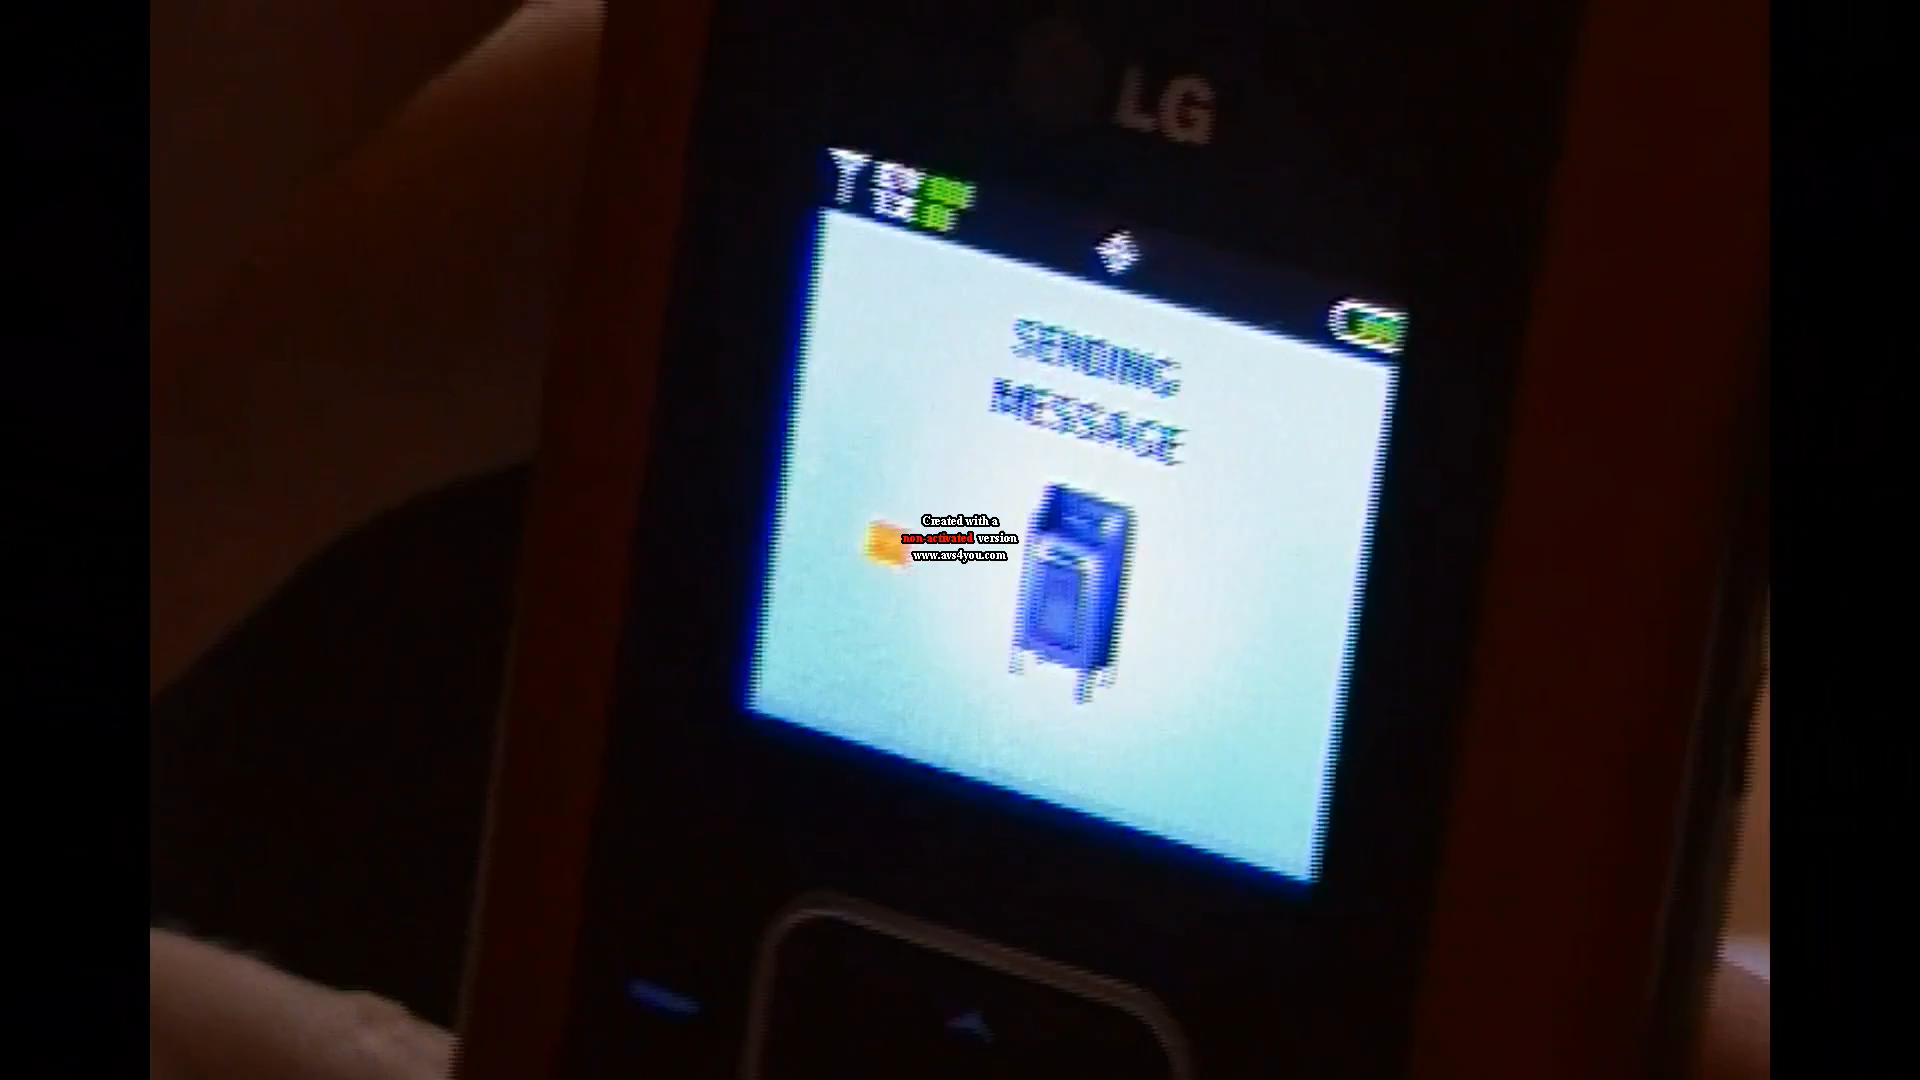 LG
SENDING
MESSAGE
Created with a
non-activated version
www.avs4you.com